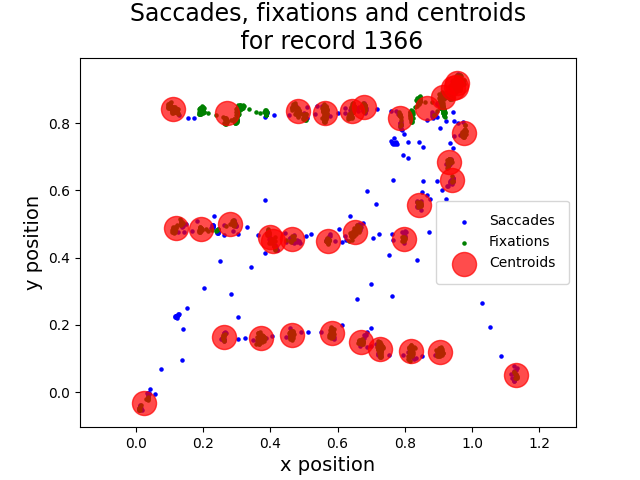 Saccades, fixations and centroids
for record 1366
y position
0.8
0.6
0.4
0.2
0.0
Saccades
Fixations
Centroids
0.0 0.2 0.4 0.6 0.8 1.0 1.2
x position